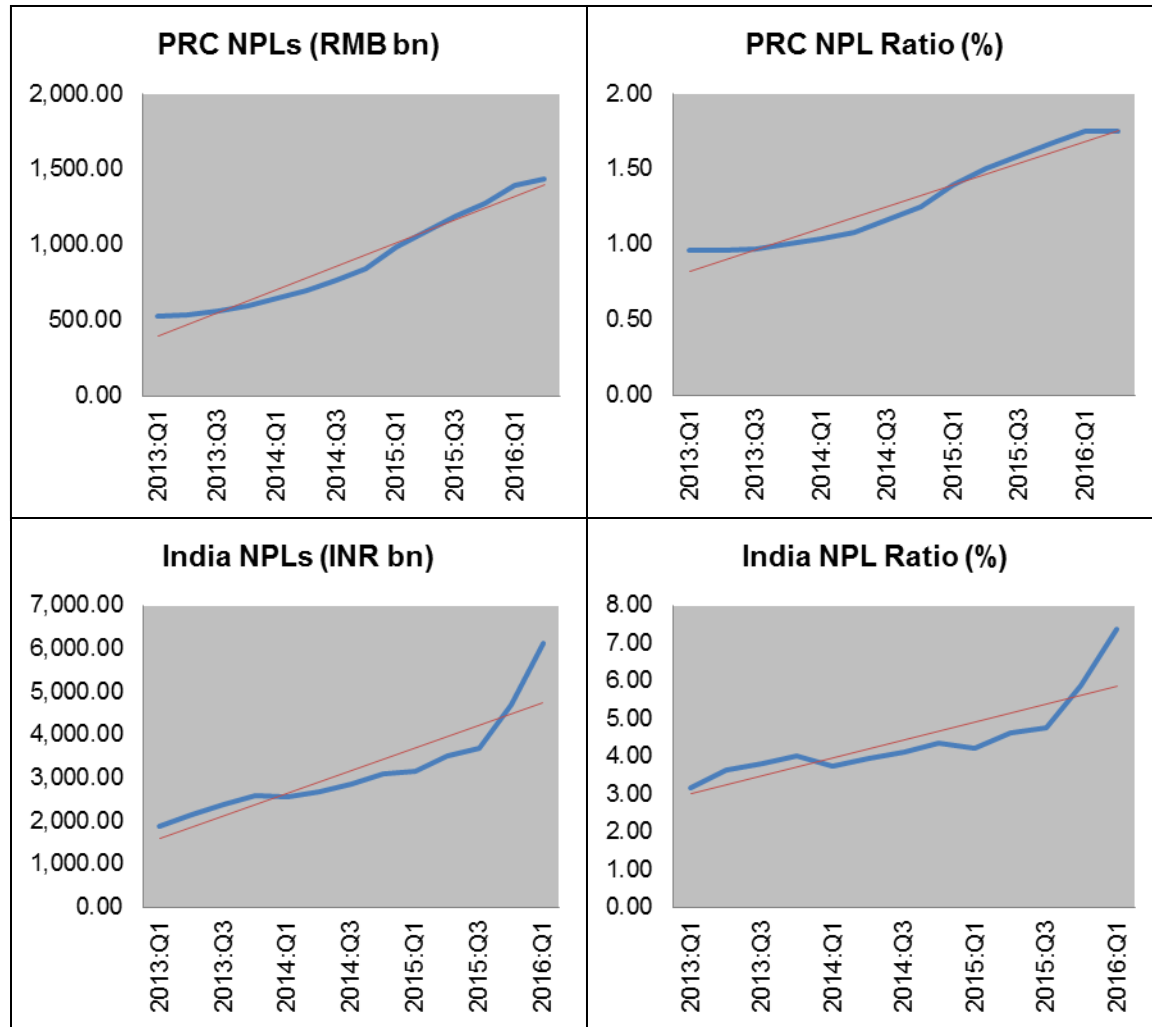 PRC NPLs (RMB bn)
2,000.00
1,500.00
1,000.00
500.00
0.00
2013:Q1
2013:Q3
2014:Q1
2014:Q3
2015:Q1
2015:Q3
2016:Q1
PRC NPL Ratio (%)
2.00
1.50
1.00
0.50
0.00
2013:Q1
2013:Q3
2014:Q1
2014:Q3
2015:Q1
2015:Q3
2016:Q1
India NPLs (INR bn)
7,000.00
6,000.00
5,000.00
4,000.00
3,000.00
2,000.00
1,000.00
0.00
2013:Q1
2013:Q3
2014:Q1
2014:Q3
2015:Q1
2015:Q3
2016:Q1
India NPL Ratio (%)
8.00
7.00
6.00
5.00
4.00
3.00
2.00
1.00
0.00
2013:Q1
2013:Q3
2014:Q1
2014:Q3
2015:Q1
2015:Q3
2016:Q1